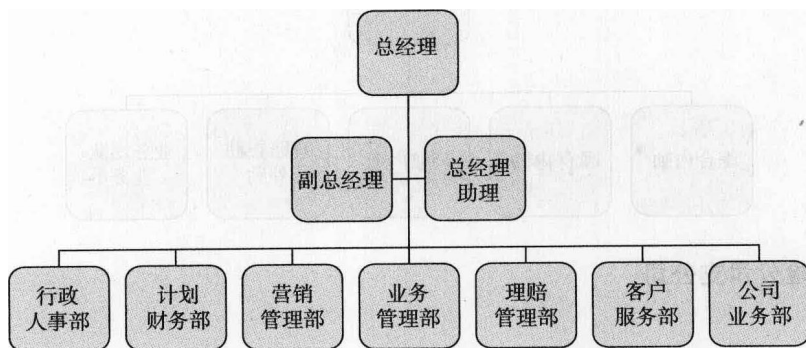 总经理
副总经理
总经理
助理
行政
人事部
计划
财务部
营销
管理部
业务
管理部
理赔
管理部
客户
服务部
公司
业务部